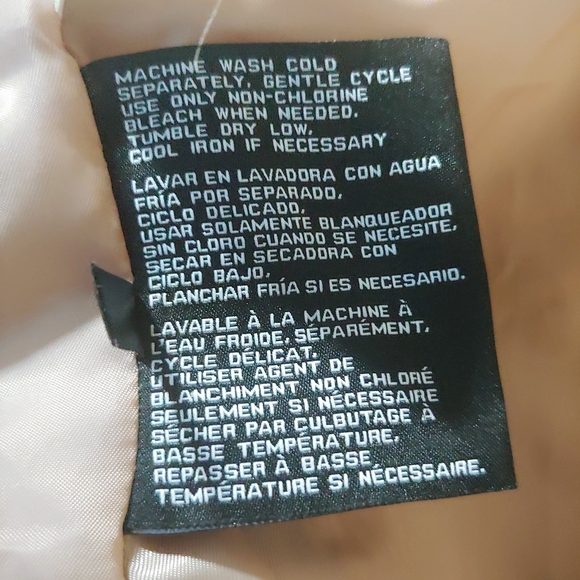 MACHINE WASH COLD
SEPARATELY, GENTLE CYCLE
USE ONLY NON-CHLORINE
BLEACH WHEN NEEDED.
TUMBLE DRY LOW,
COOL IRON IF NECESSARY
LAVAR EN LAVADORA CON AGUA
FRÍA POR SEPARADO,
CICLO DELICADO,
USAR SOLAMENTE BLANQUEADOR
SIN CLORO CUANDO SE NECESITE,
SECAR EN SECADORA CON
CICLO BAJO,
PLANCHAR FRÍA SI ES NECESARIO.
LAVABLE À LA MACHINE À
L'EAU FROIDE, SÉPARÉMENT,
CYCLE DÉLICAT.
UTILISER AGENT DE
BLANCHIMENT NON CHLORÉ
SEULEMENT SI NÉCESSAIRE
SÉCHER PAR CULBUTAGE À
BASSE TEMPÉRATURE,
REPASSER À BASSE
TEMPÉRATURE SI NÉCESSAIRE.